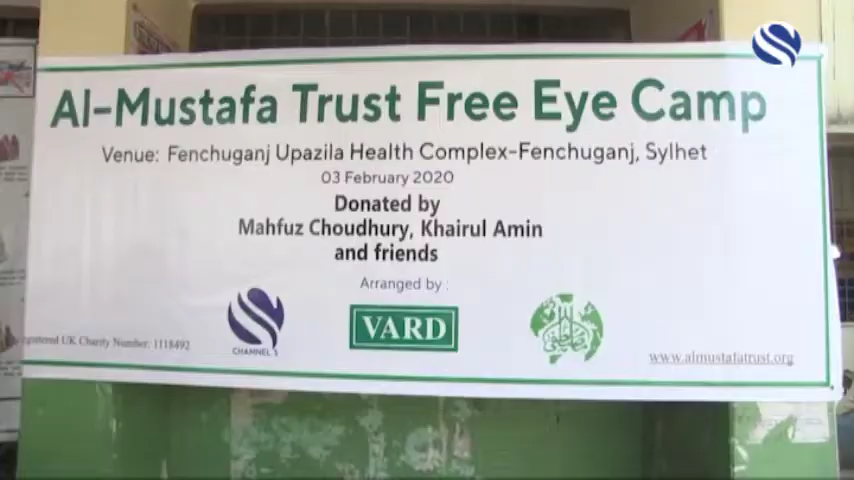 Al-Mustafa Trust Free Eye Camp
Venue: Fenchuganj Upazila Health Complex-Fenchuganj, Sylhet
03 February 2020
Donated by
Mahfuz Choudhury, Khairul Amin
and friends
Arranged by :
CHANNEL S
VARD
UK Charity Number: 1118492
www.almustafatrust.org